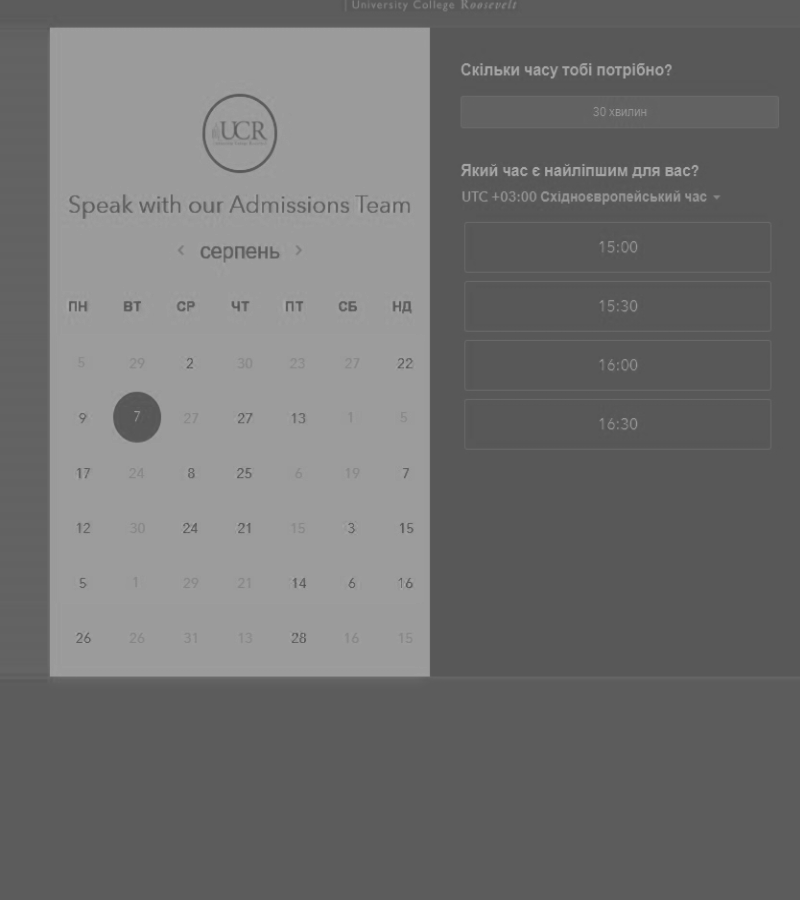 | University College Roosevelt
UCR
Speak with our Admissions Team
< серпень >
ПН ВТ СР ЧТ ПТ СБ НД
5 29 2 30 23 27 22
9 7 27 27 13 1 5
17 24 8 25 6 19 7
12 30 24 21 15 3 15
5 1 29 21 14 6 16
26 26 31 13 28 16 15
Скільки часу тобі потрібно?
30 хвилин
Який час є найліпшим для вас?
UTC +03:00 Східноєвропейський час
15:00
15:30
16:00
16:30